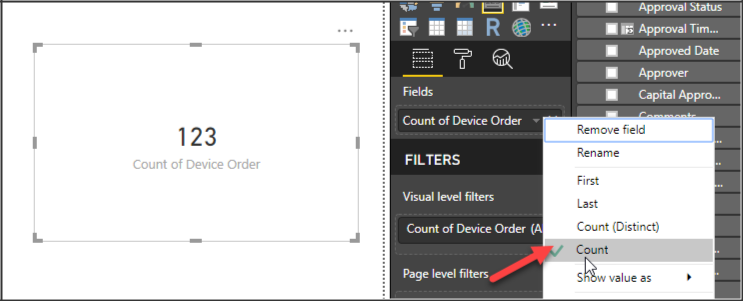 123
Count of Device Order
R
Fields
Count of Device Order
FILTERS
Visual level filters
Count of Device Order (A
Page level filters
Remove field
Rename
First
Last
Count (Distinct)
Count
Show value as
Approval Status
Approval Tim...
Approved Date
Approver
Capital Appro...
Comments